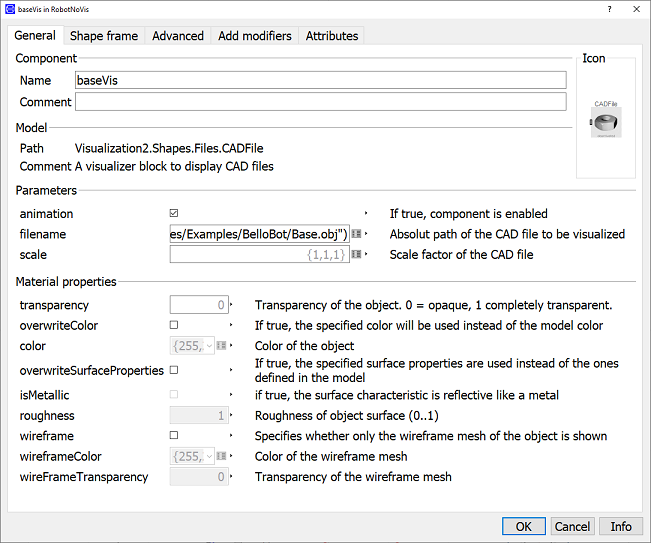 baseVis in RobotNoVis
General Shape frame Advanced Add modifiers Attributes
Component
Icon
Name baseVis
Comment
CADFile
Model
Path Visualization2.Shapes.Files.CADFile
Comment A visualizer block to display CAD files
Parameters
animation If true, component is enabled
filename es/Examples/BelloBot/Base.obj") Absolut path of the CAD file to be visualized
scale {1,1,1} Scale factor of the CAD file
Material properties
transparency 0 Transparency of the object. 0 = opaque, 1 completely transparent.
overwriteColor If true, the specified color will be used instead of the model color
color {255, Color of the object
overwriteSurfaceProperties If true, the specified surface properties are used instead of the ones
defined in the model
isMetallic if true, the surface characteristic is reflective like a metal
roughness 1 Roughness of object surface (0..1)
wireframe Specifies whether only the wireframe mesh of the object is shown
wireframeColor {255, Color of the wireframe mesh
wireFrameTransparency 0 Transparency of the wireframe mesh
OK Cancel Info